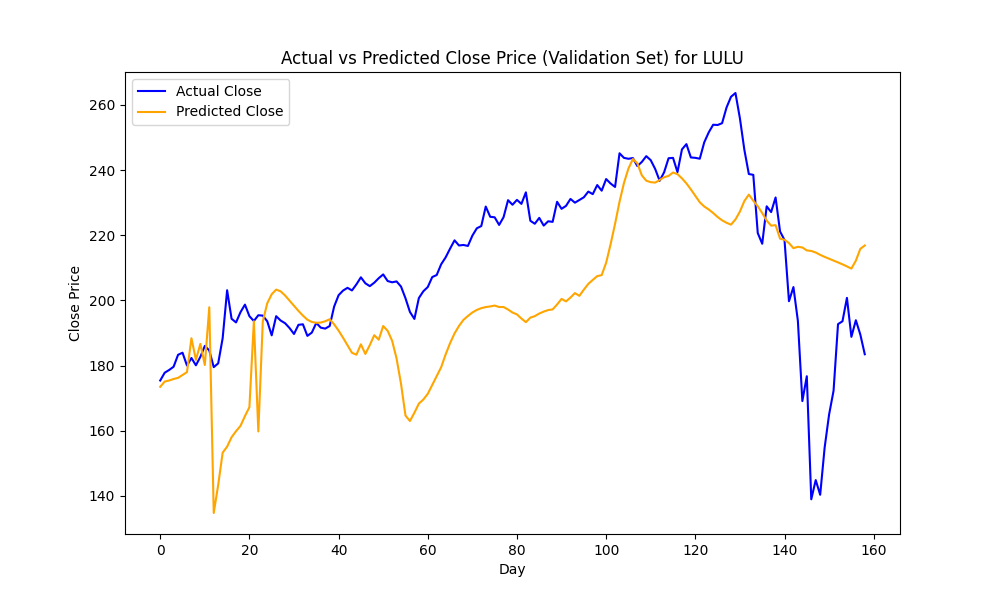 Actual vs Predicted Close Price (Validation Set) for LULU
Actual Close
Predicted Close
Close Price
260
240
220
200
180
160
140
0 20 40 60 80 100 120 140 160
Day